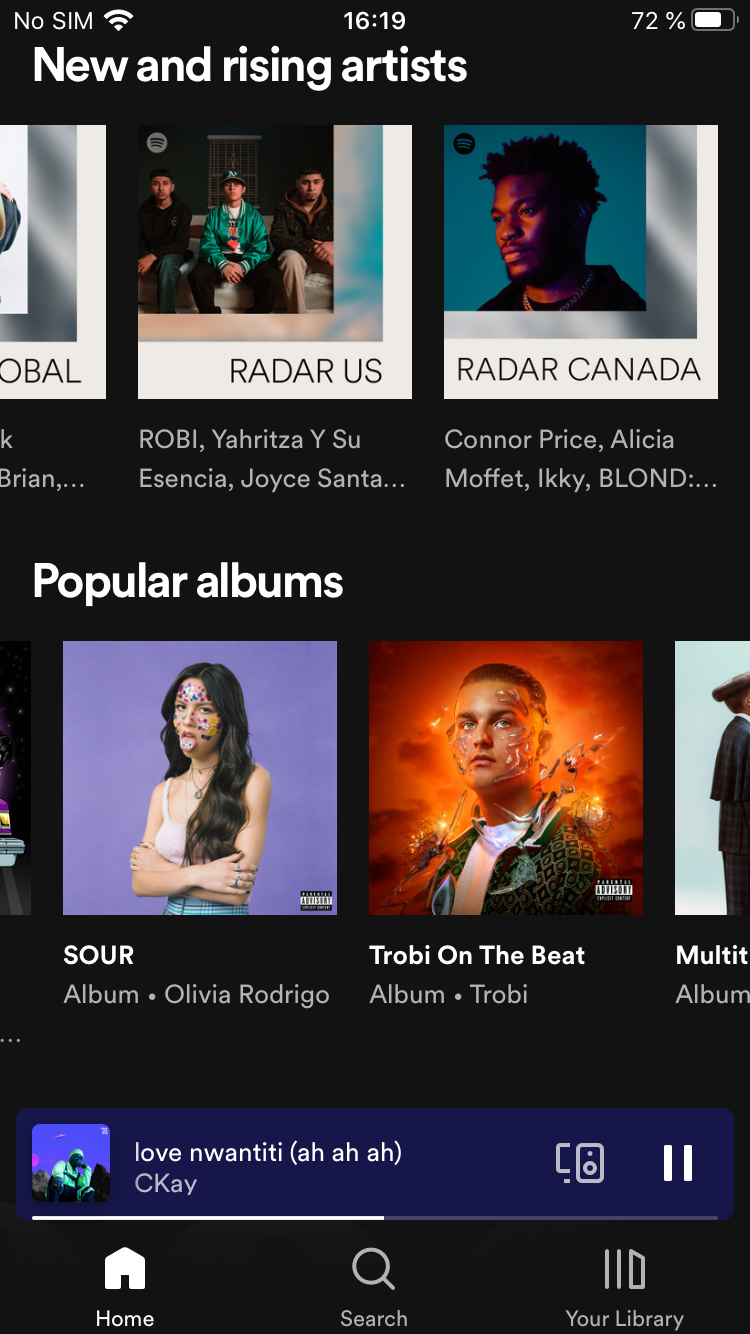 No SIM 16:19 72 %
New and rising artists
OBAL
RADAR US
RADAR CANADA
k
ROBI, Yahritza Y Su
Connor Price, Alicia
Brian,...
Esencia, Joyce Santa...
Moffet, Ikky, BLOND:...
Popular albums
PARENTAL
ADVISORY
EXPLICIT CONTENT
PARENTAL
ADVISORY
EXPLICIT CONTENT
SOUR
Trobi On The Beat
Multit
Album • Olivia Rodrigo
Album • Trobi
Album
...
love nwantiti (ah ah ah)
CKay
Home
Search
Your Library